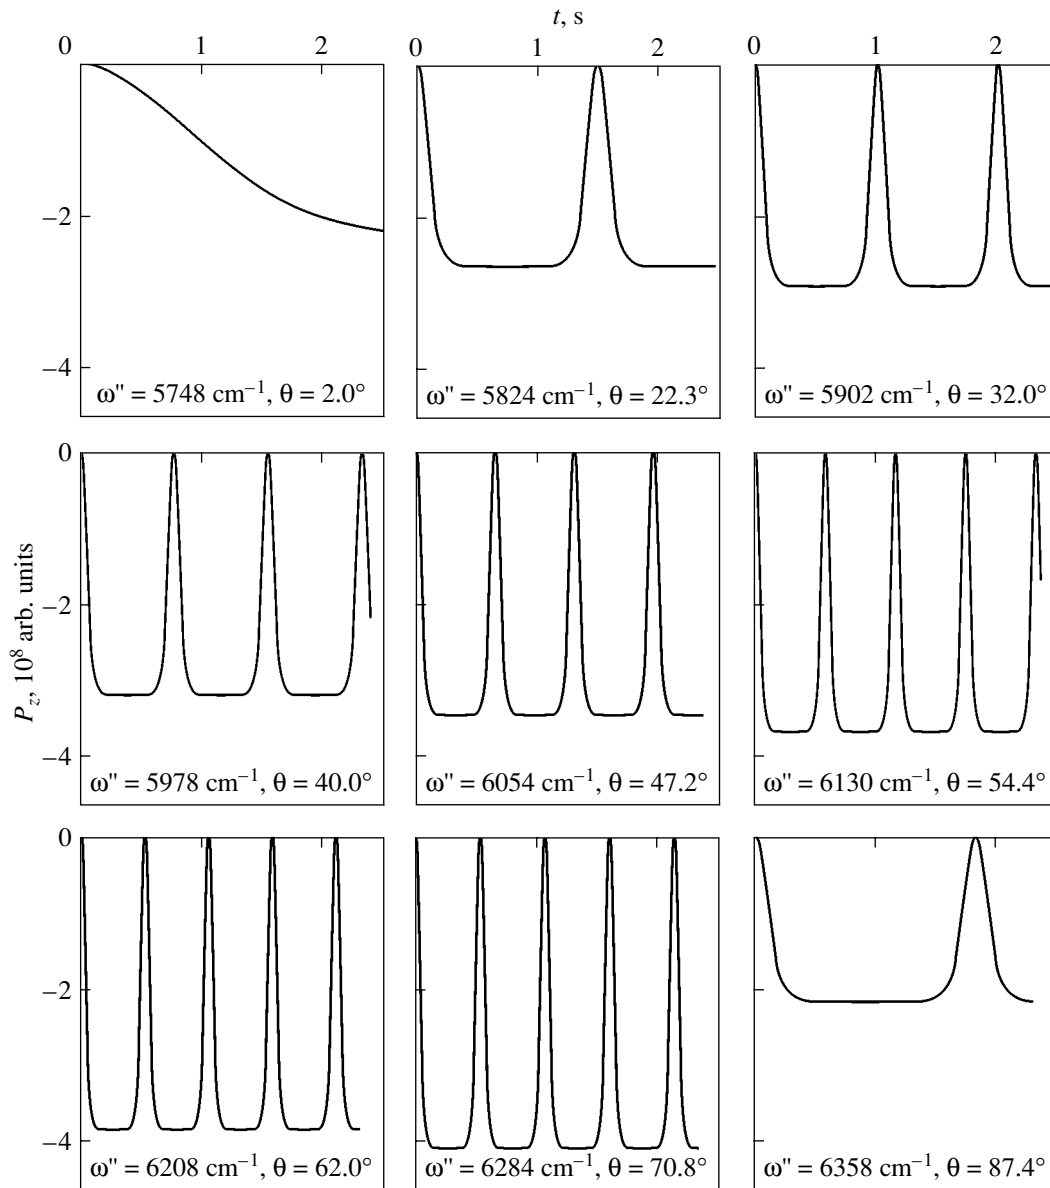 t, s
0 1 2 0 1 2 0 1 2
−2
−4
ω" = 5748 cm⁻¹, θ = 2.0°
ω" = 5824 cm⁻¹, θ = 22.3°
ω" = 5902 cm⁻¹, θ = 32.0°
P_z, 10⁸ arb. units
0
−2
−4
ω" = 5978 cm⁻¹, θ = 40.0°
ω" = 6054 cm⁻¹, θ = 47.2°
ω" = 6130 cm⁻¹, θ = 54.4°
0
−2
−4
ω" = 6208 cm⁻¹, θ = 62.0°
ω" = 6284 cm⁻¹, θ = 70.8°
ω" = 6358 cm⁻¹, θ = 87.4°